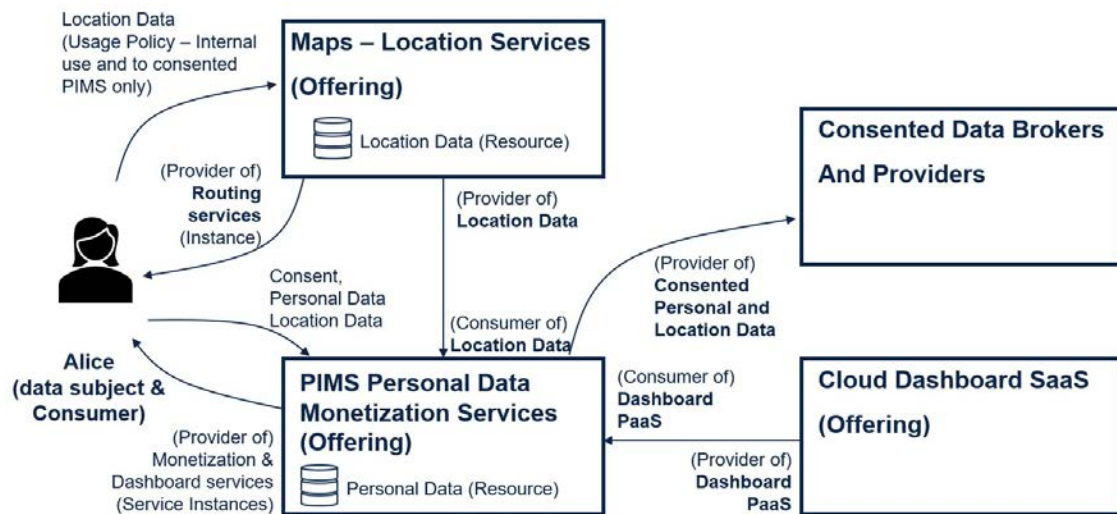 Location Data
(Usage Policy – Internal
use and to consented
PIMS only)
Maps – Location Services
(Offering)
Location Data (Resource)
Consented Data Brokers
And Providers
(Provider of)
Routing
services
(Instance)
(Provider of)
Location Data
Consent,
Personal Data
Location Data
(Provider of)
Consented
Personal and
Location Data
(Consumer of)
Location Data
Alice
(data subject &
Consumer)
PIMS Personal Data
Monetization Services
(Offering)
Personal Data (Resource)
(Consumer of)
Dashboard
PaaS
Cloud Dashboard SaaS
(Offering)
(Provider of)
Monetization &
Dashboard services
(Service Instances)
(Provider of)
Dashboard
PaaS